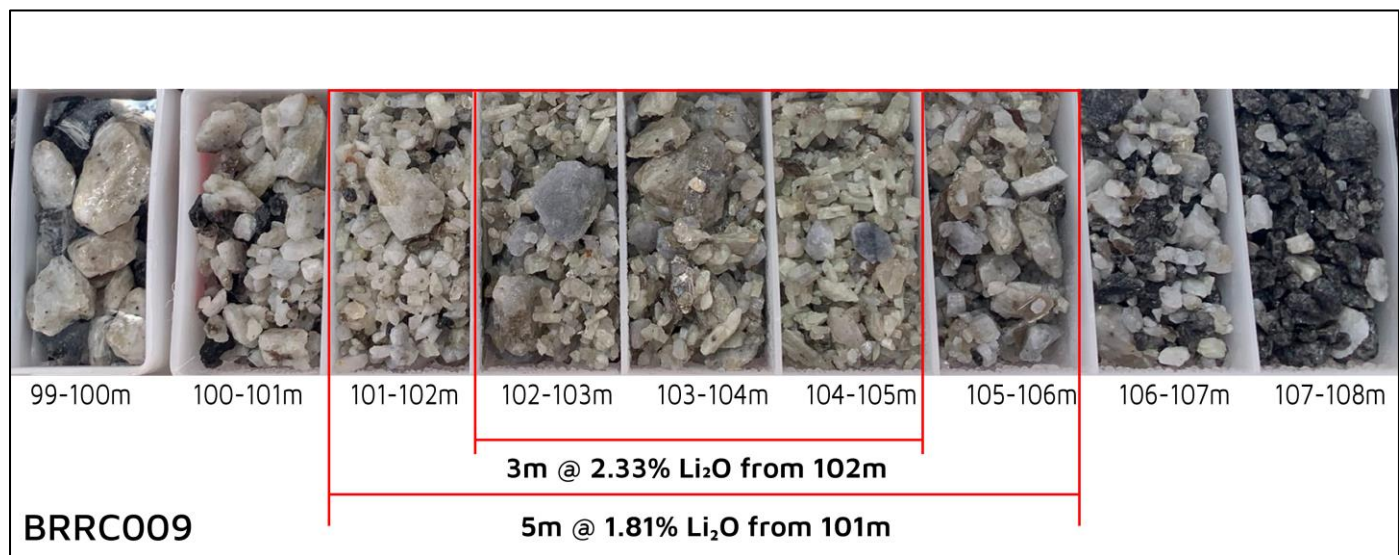 99-100m 100-101m 101-102m 102-103m 103-104m 104-105m 105-106m 106-107m 107-108m
3m @ 2.33% Li₂O from 102m
5m @ 1.81% Li₂O from 101m
BRRC009